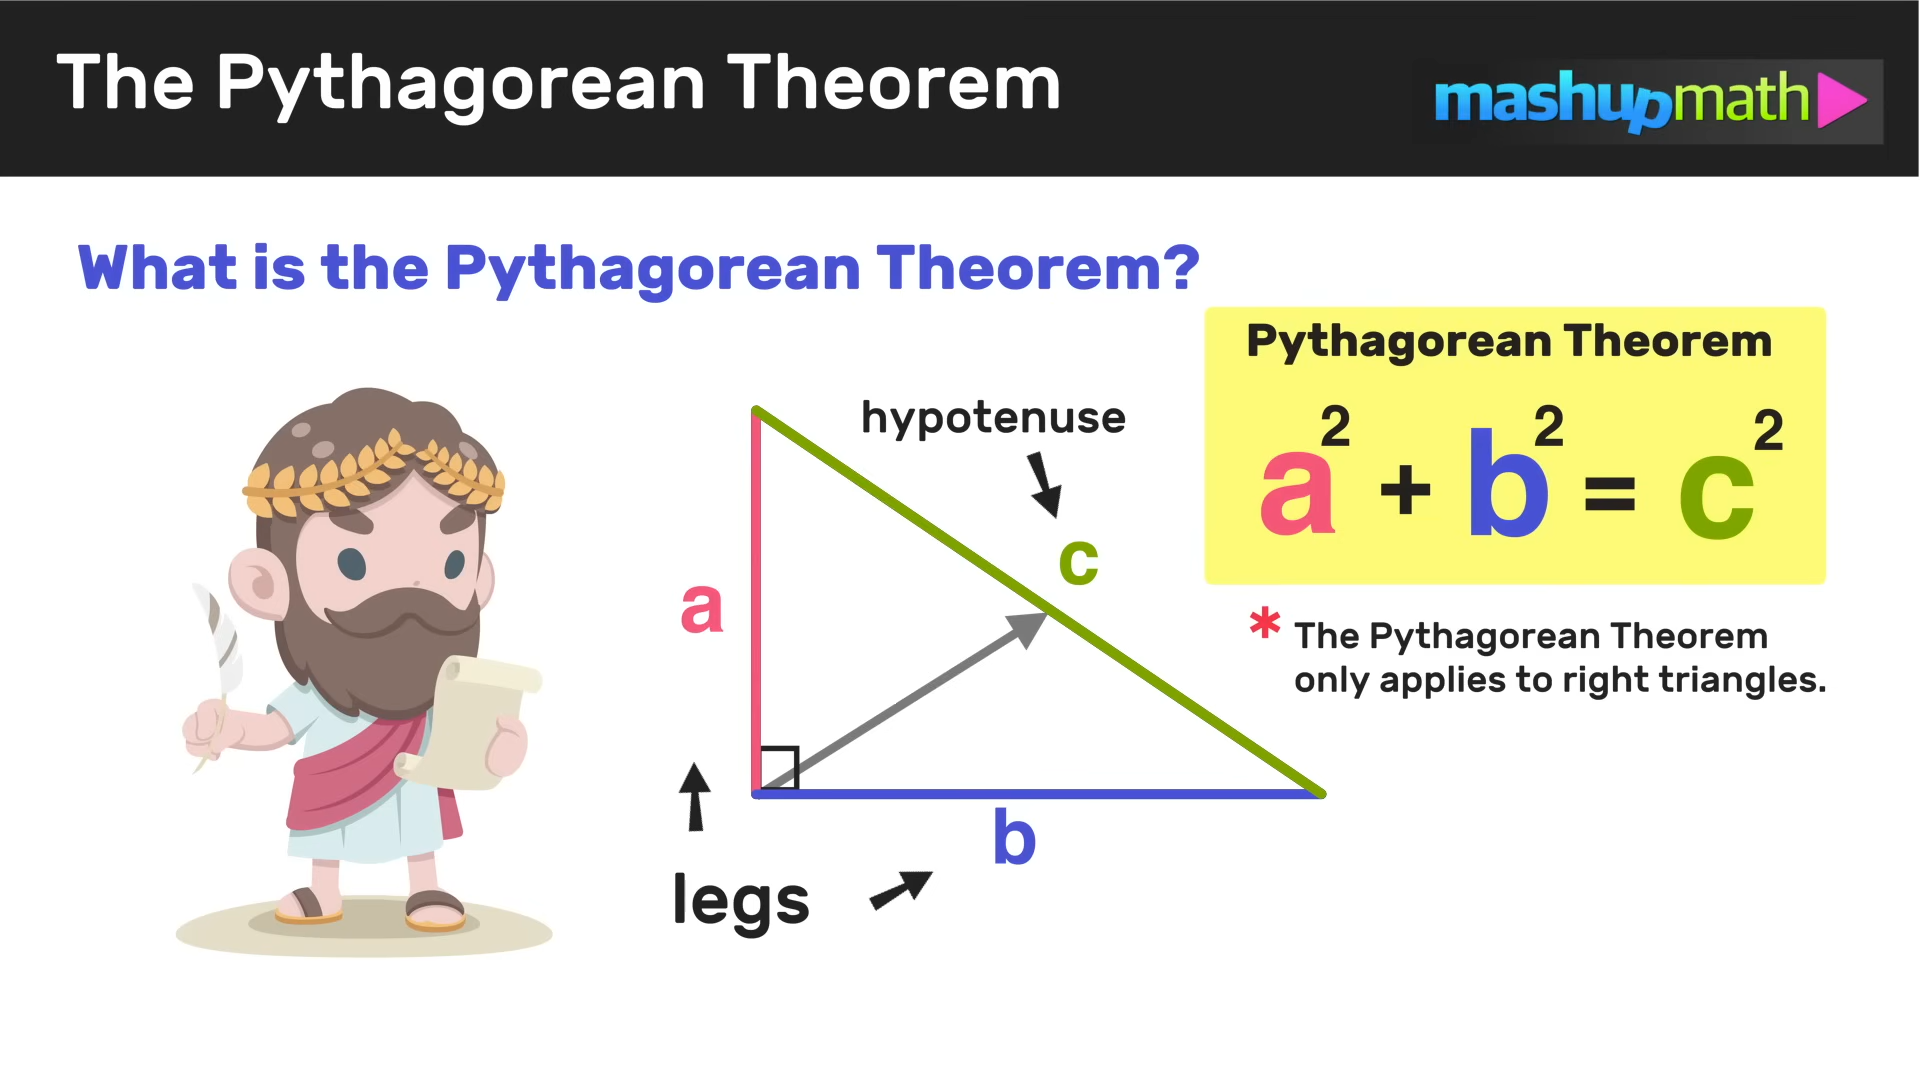 The Pythagorean Theorem
mashupmath
What is the Pythagorean Theorem?
Pythagorean Theorem
a² + b² = c²
* The Pythagorean Theorem
only applies to right triangles.
hypotenuse
c
a
b
legs